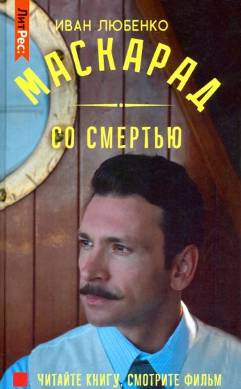 ЛитРес:
ИВАН ЛЮБЕНКО
МАСКАРАД
СО СМЕРТЬЮ
ЧИТАЙТЕ КНИГУ, СМОТРИТЕ ФИЛЬМ